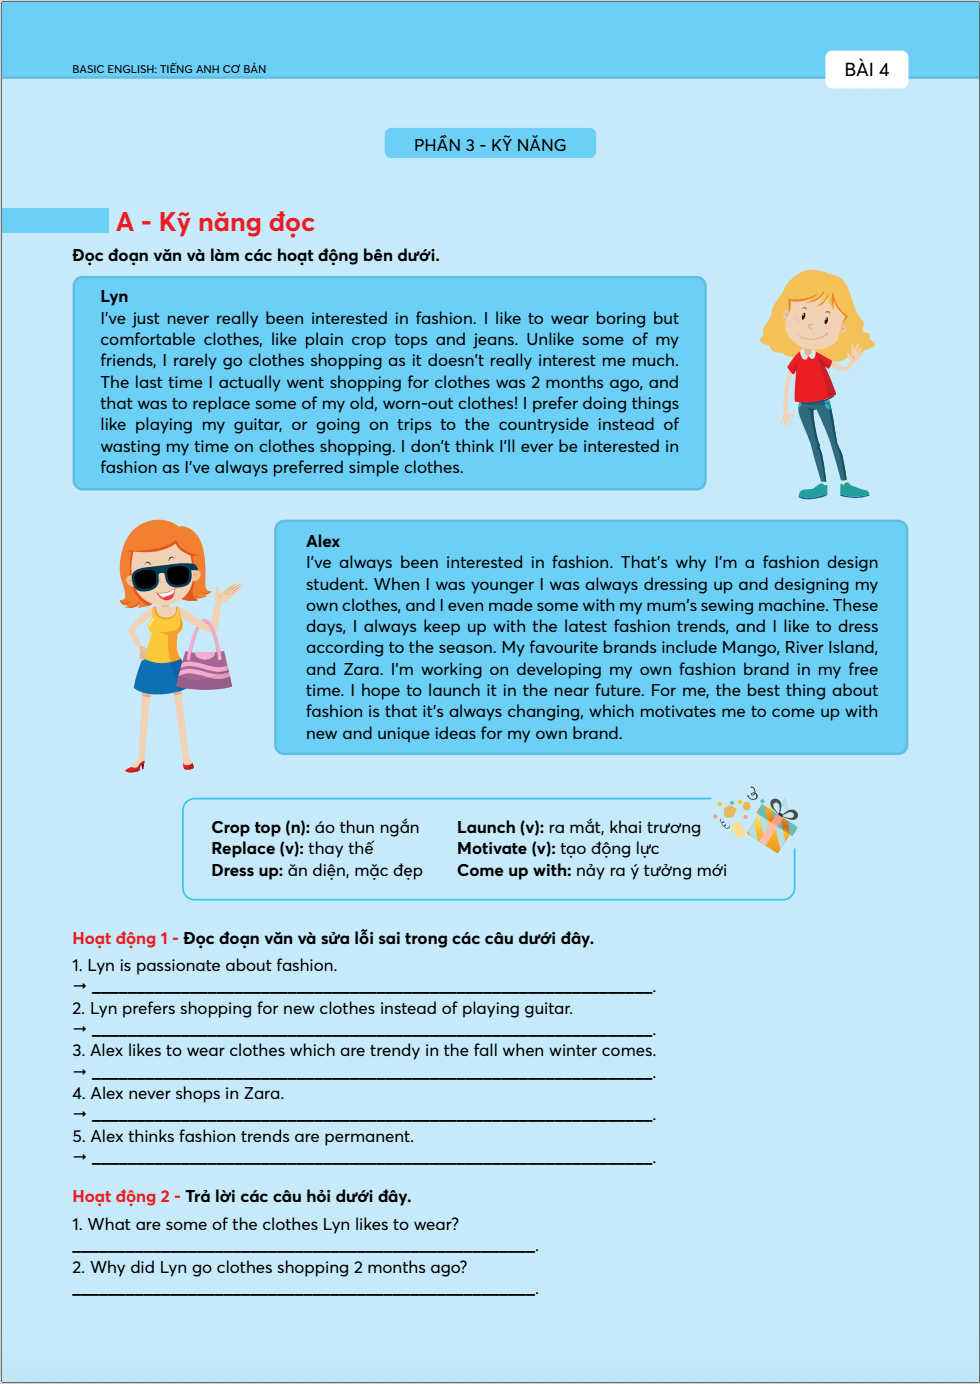 BASIC ENGLISH: TIẾNG ANH CƠ BẢN
BÀI 4
PHẦN 3 - KỸ NĂNG
A - Kỹ năng đọc
Đọc đoạn văn và làm các hoạt động bên dưới.
Lyn
I've just never really been interested in fashion. I like to wear boring but
comfortable clothes, like plain crop tops and jeans. Unlike some of my
friends, I rarely go clothes shopping as it doesn't really interest me much.
The last time I actually went shopping for clothes was 2 months ago, and
that was to replace some of my old, worn-out clothes! I prefer doing things
like playing my guitar, or going on trips to the countryside instead of
wasting my time on clothes shopping. I don't think I'll ever be interested in
fashion as I've always preferred simple clothes.
Alex
I've always been interested in fashion. That's why I'm a fashion design
student. When I was younger I was always dressing up and designing my
own clothes, and I even made some with my mum's sewing machine. These
days, I always keep up with the latest fashion trends, and I like to dress
according to the season. My favourite brands include Mango, River Island,
and Zara. I'm working on developing my own fashion brand in my free
time. I hope to launch it in the near future. For me, the best thing about
fashion is that it's always changing, which motivates me to come up with
new and unique ideas for my own brand.
Crop top (n): áo thun ngắn
Replace (v): thay thế
Dress up: ăn diện, mặc đẹp
Launch (v): ra mắt, khai trương
Motivate (v): tạo động lực
Come up with: nảy ra ý tưởng mới
Hoạt động 1 - Đọc đoạn văn và sửa lỗi sai trong các câu dưới đây.
1. Lyn is passionate about fashion.
→ ______________________________.
2. Lyn prefers shopping for new clothes instead of playing guitar.
→ ______________________________.
3. Alex likes to wear clothes which are trendy in the fall when winter comes.
→ ______________________________.
4. Alex never shops in Zara.
→ ______________________________.
5. Alex thinks fashion trends are permanent.
→ ______________________________.
Hoạt động 2 - Trả lời các câu hỏi dưới đây.
1. What are some of the clothes Lyn likes to wear?
______________________________.
2. Why did Lyn go clothes shopping 2 months ago?
______________________________.